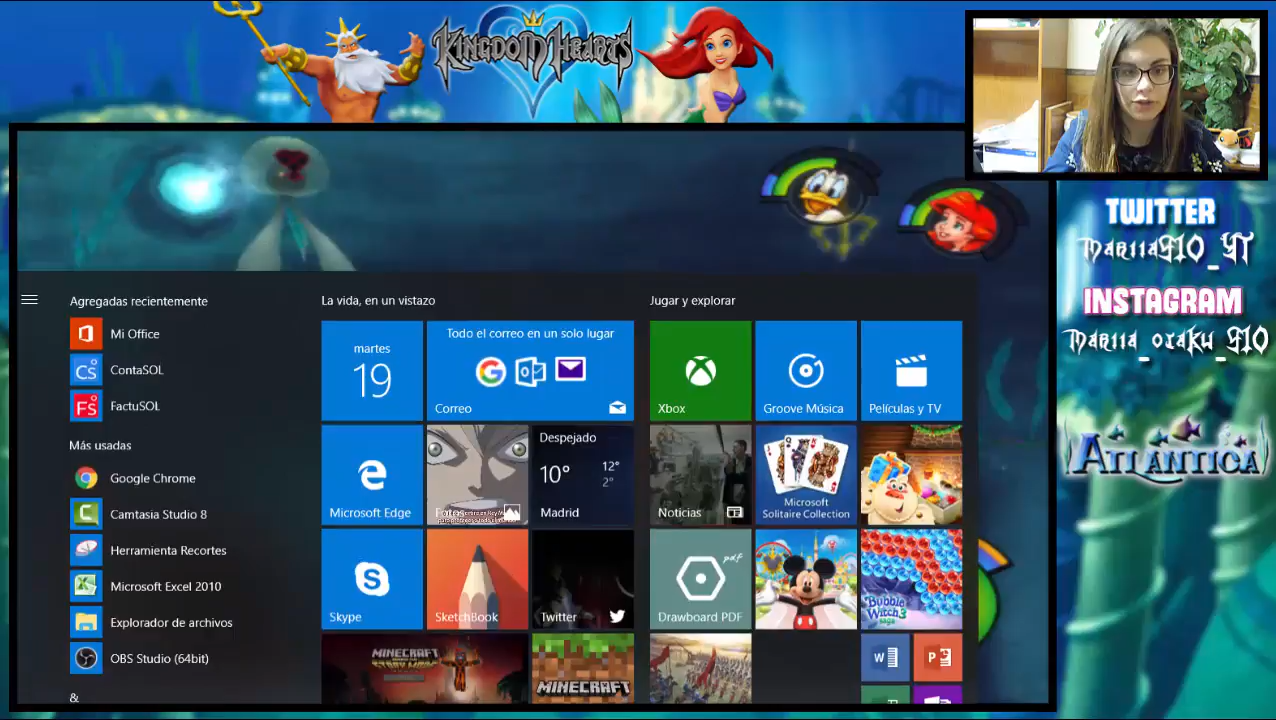 KINGDOM HEARTS
TWITTER
Mariia910_YT
INSTAGRAM
Mariia_otaku_910
ATLANTICA
Agregadas recientemente
Mi Office
ContaSOL
FactuSOL
Más usadas
Google Chrome
Camtasia Studio 8
Herramienta Recortes
Microsoft Excel 2010
Explorador de archivos
OBS Studio (64bit)
&
La vida, en un vistazo
martes
19
Todo el correo en un solo lugar
Correo
Microsoft Edge
Despejado
10°
12°
2°
Madrid
Skype
SketchBook
Twitter
MINECRAFT
STORY MODE
MINECRAFT
Jugar y explorar
Xbox
Groove Música
Películas y TV
Noticias
Microsoft
Solitaire Collection
pdf
Drawboard PDF
Bubble
Witch 3
saga